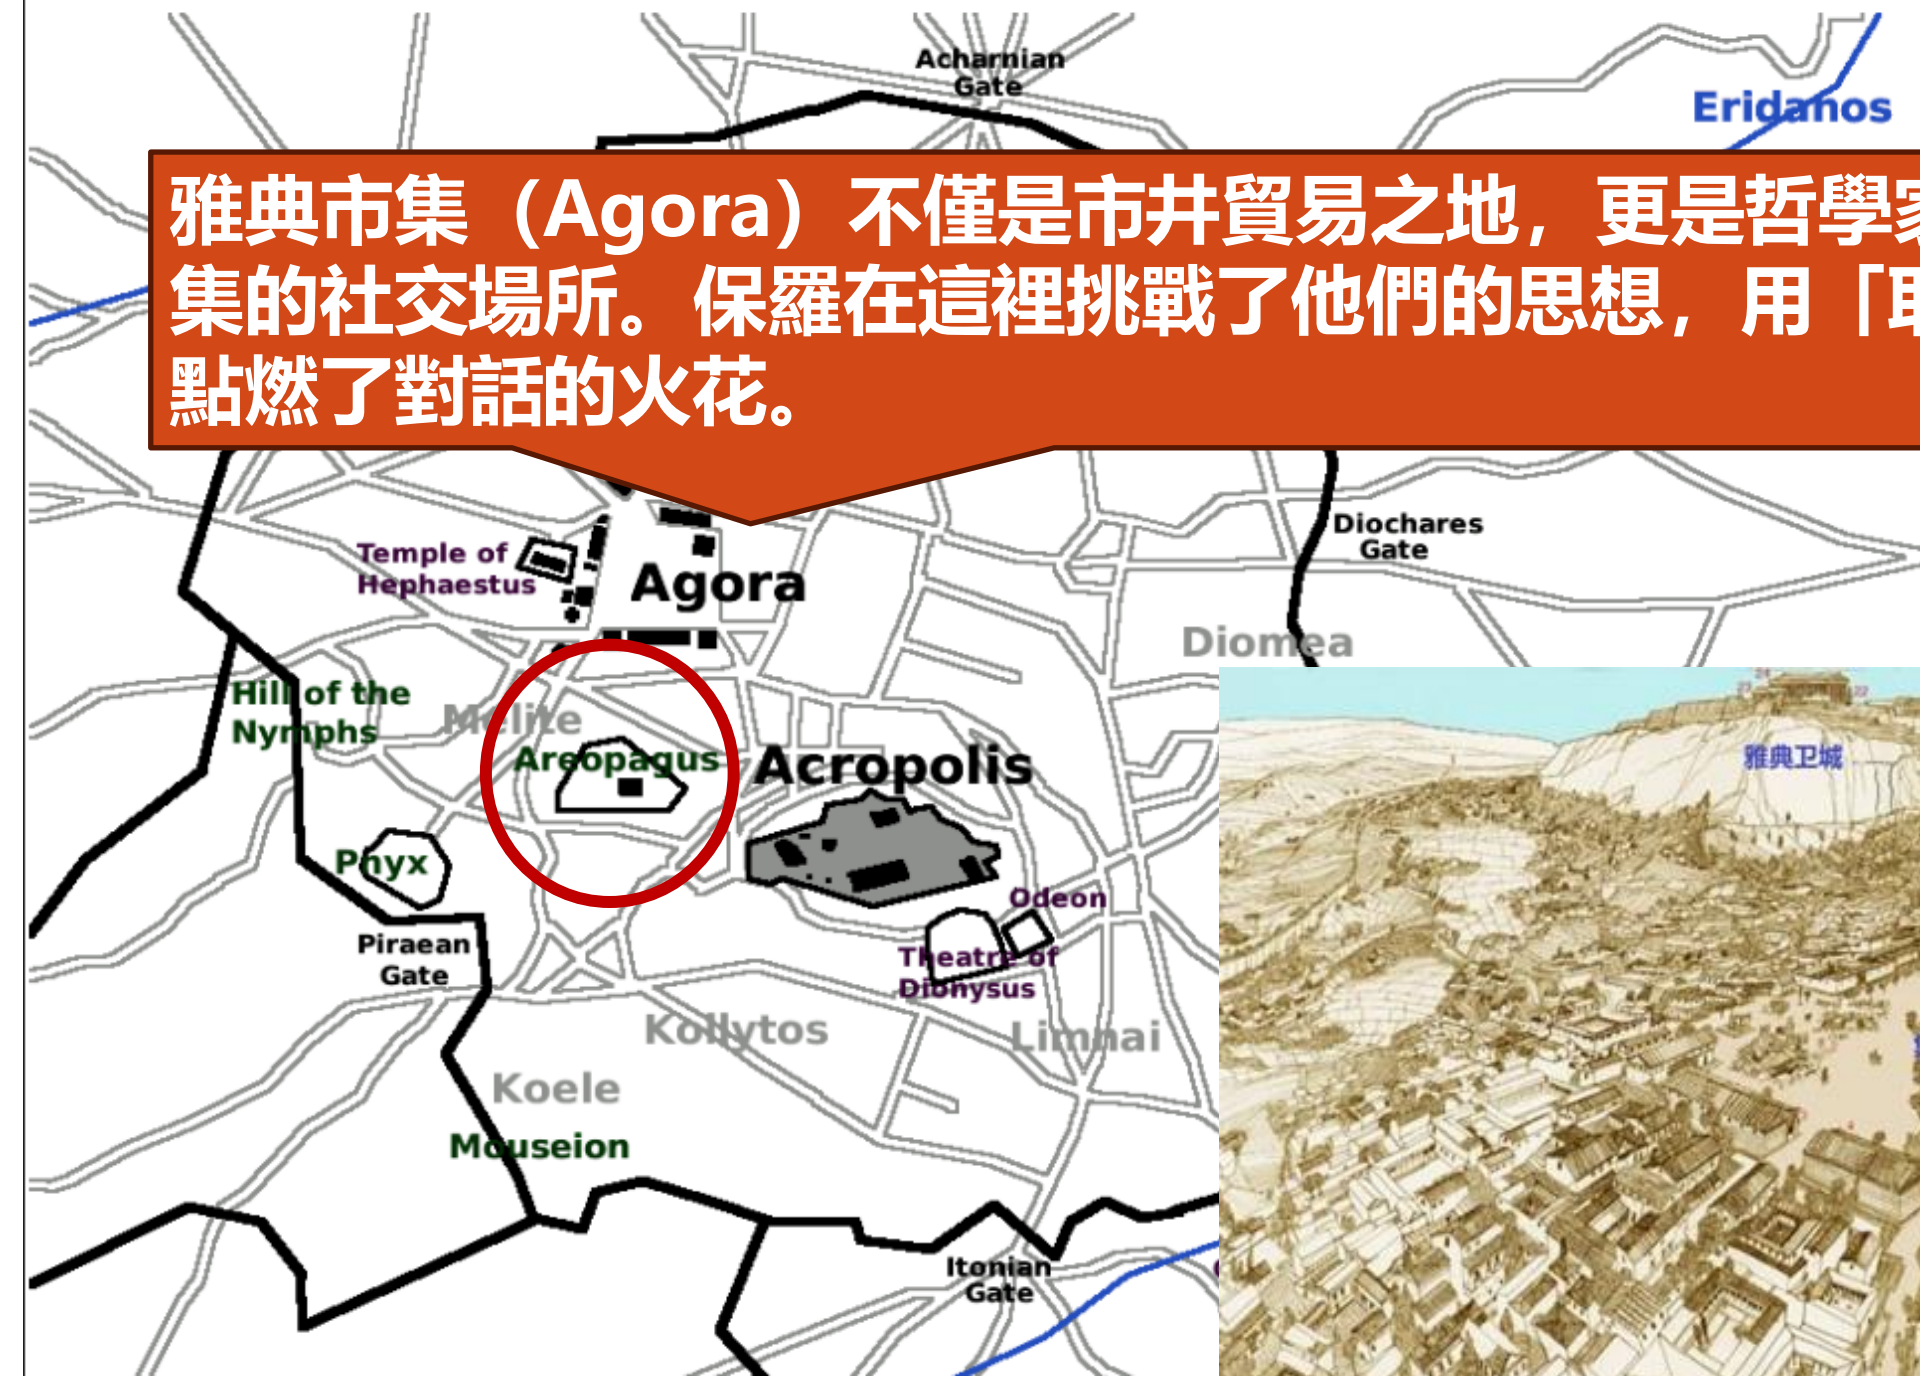 Acharnian
Gate
Eridanos
雅典市集（Agora）不僅是市井貿易之地，更是哲學家
集的社交場所。保羅在這裡挑戰了他們的思想，用「耶
點燃了對話的火花。
Diochares
Gate
Temple of
Hephaestus
Agora
Diomea
Hill of the
Nymphs
Melite
Areopagus
Acropolis
雅典卫城
Pnyx
Odeon
Piraean
Gate
Theatre of
Dionysus
Kollytos
Limnai
Koele
Mouseion
Itonian
Gate